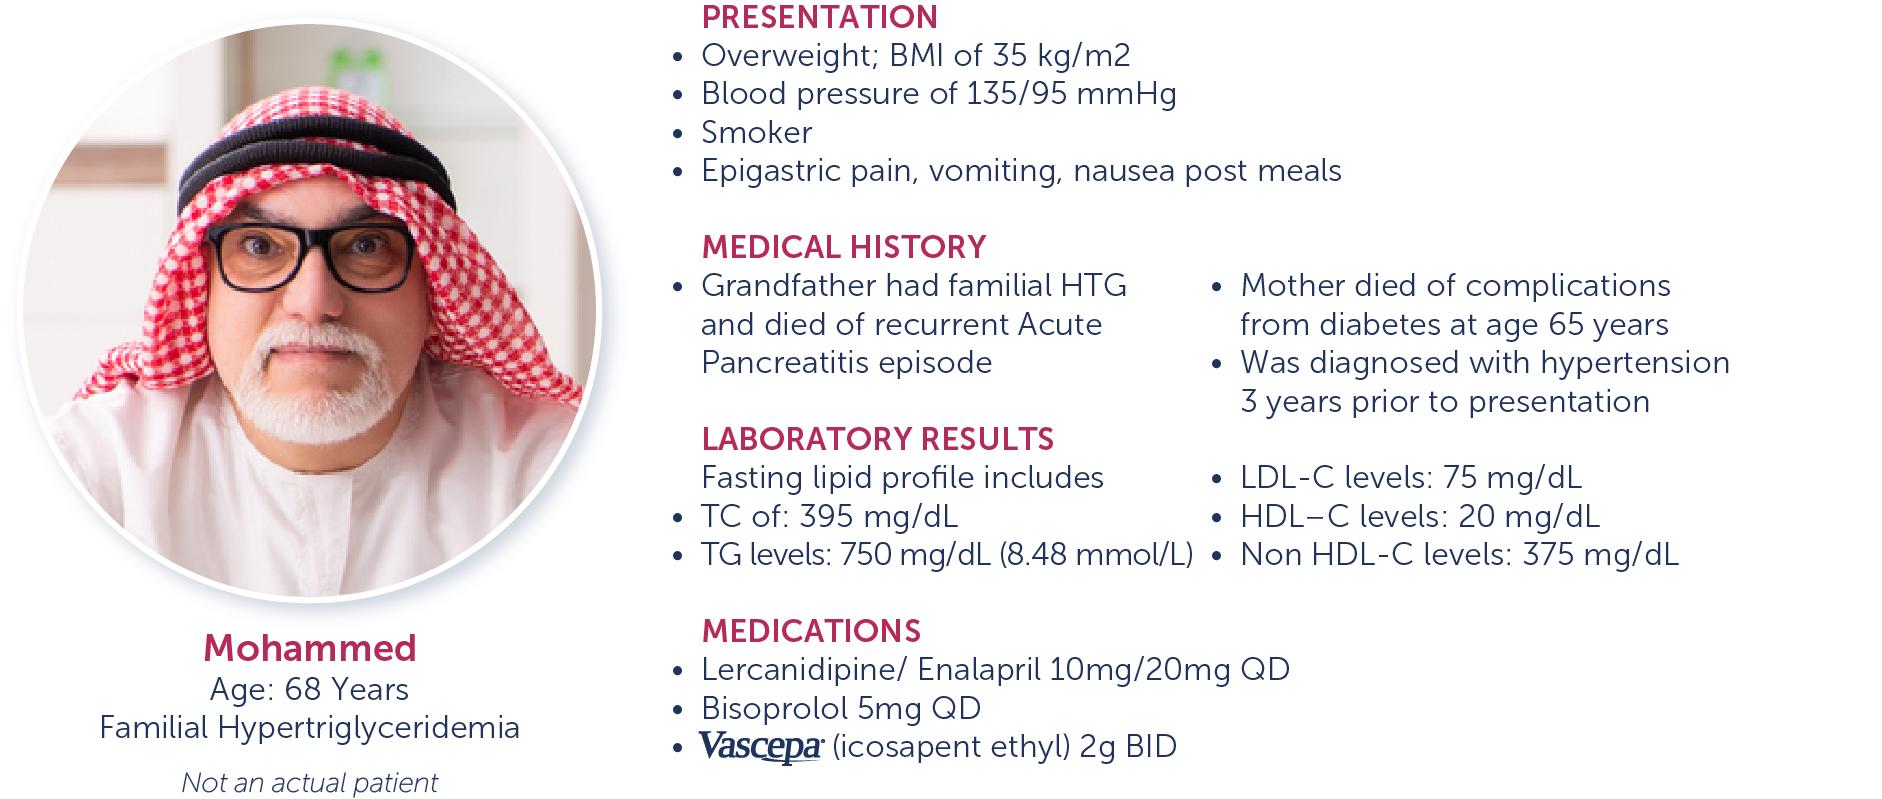 PRESENTATION
• Overweight; BMI of 35 kg/m2
• Blood pressure of 135/95 mmHg
• Smoker
• Epigastric pain, vomiting, nausea post meals
MEDICAL HISTORY
• Grandfather had familial HTG
and died of recurrent Acute
Pancreatitis episode
• Mother died of complications
from diabetes at age 65 years
• Was diagnosed with hypertension
3 years prior to presentation
LABORATORY RESULTS
Fasting lipid profile includes
• TC of: 395 mg/dL
• TG levels: 750 mg/dL (8.48 mmol/L)
• LDL-C levels: 75 mg/dL
• HDL–C levels: 20 mg/dL
• Non HDL-C levels: 375 mg/dL
MEDICATIONS
• Lercanidipine/ Enalapril 10mg/20mg QD
• Bisoprolol 5mg QD
• Vascepa (icosapent ethyl) 2g BID
Mohammed
Age: 68 Years
Familial Hypertriglyceridemia
Not an actual patient